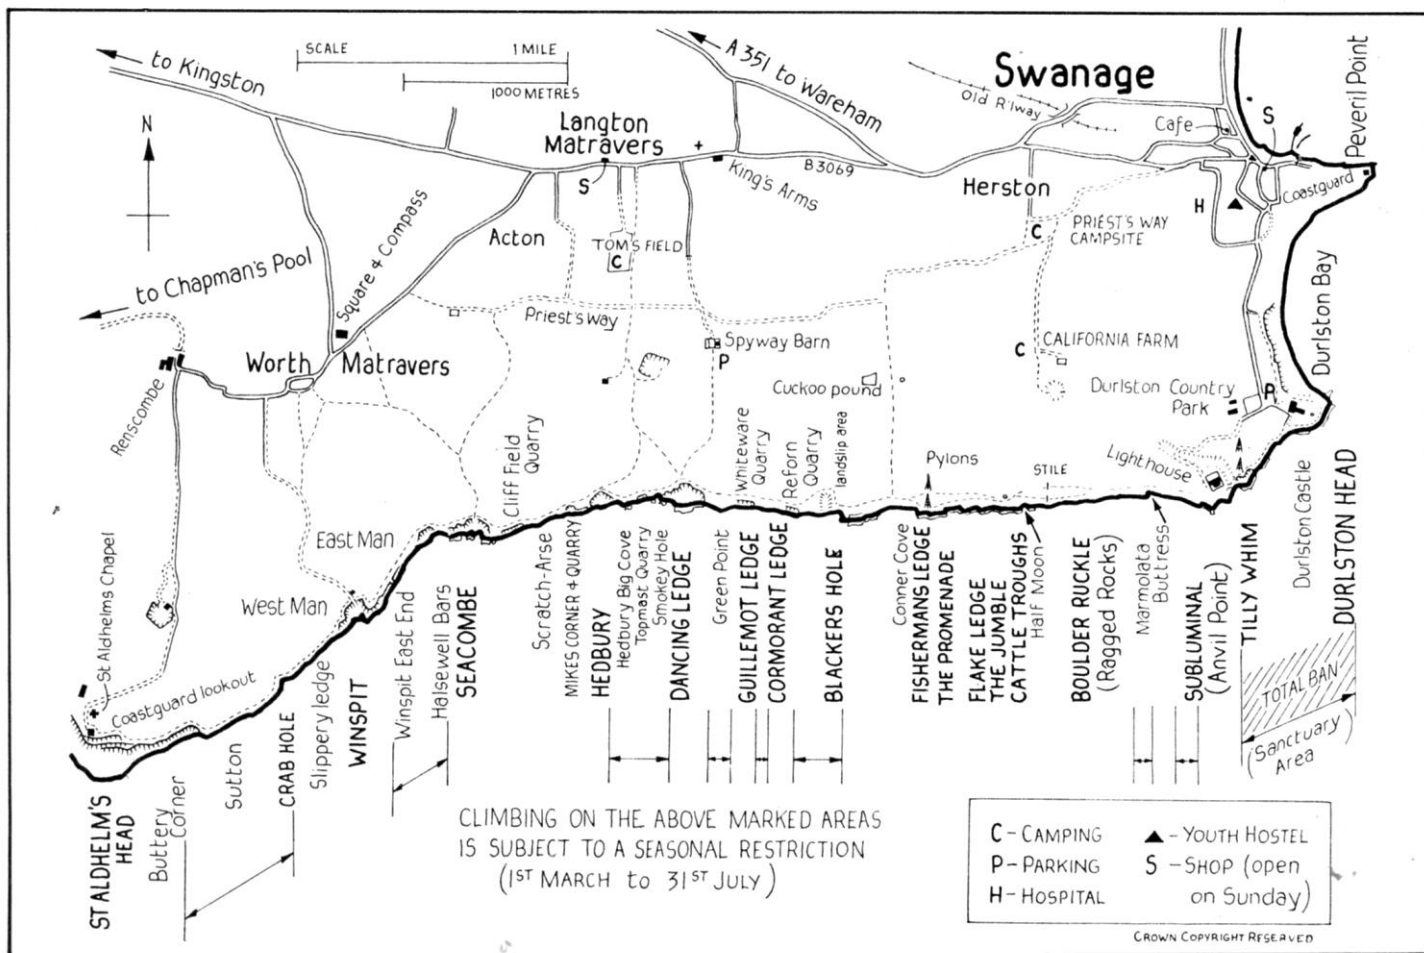 SCALE
1 MILE
1000 METRES
to Kingston
A 351 to Wareham
Swanage
Old R'lway
Cafe
S
Peveril Point
N
Langton
Matravers
S
+
King's Arms
B3069
Herston
H
Coastguard
Acton
TOM'S FIELD
C
C
PRIEST'S WAY
CAMPSITE
to Chapman's Pool
Square & Compass
Priest's Way
Durlston Bay
Renscombe
Worth Matravers
Spyway Barn
P
C
CALIFORNIA FARM
Cuckoo pound
Durlston Country
Park
P
Cliff Field
Quarry
Whiteware
Quarry
Reforn
Quarry
landslip area
Pylons
STILE
Lighthouse
East Man
West Man
St Aldhelms Chapel
Coastguard lookout
ST ALDHELM'S
HEAD
Buttery
Corner
Sutton
CRAB HOLE
Slippery ledge
WINSPIT
Winspit East End
Halsewell Bars
SEACOMBE
Scratch-Arse
MIKES CORNER & QUARRY
HEDBURY
Hedbury Big Cove
Topmast Quarry
Smokey Hole
DANCING LEDGE
Green Point
GUILLEMOT LEDGE
CORMORANT LEDGE
BLACKERS HOLE
Conner Cove
FISHERMANS LEDGE
THE PROMENADE
FLAKE LEDGE
THE JUMBLE
CATTLE TROUGHS
Half Moon
BOULDER RUCKLE
(Ragged Rocks)
Marmolata
Buttress
SUBLUMINAL
(Anvil Point)
TILLY WHIM
Durlston Castle
DURLSTON HEAD
TOTAL BAN
(Sanctuary
Area)
CLIMBING ON THE ABOVE MARKED AREAS
IS SUBJECT TO A SEASONAL RESTRICTION
(1ST MARCH to 31ST JULY)
C - CAMPING
P - PARKING
H - HOSPITAL
▲ - YOUTH HOSTEL
S - SHOP (open
on Sunday)
CROWN COPYRIGHT RESERVED